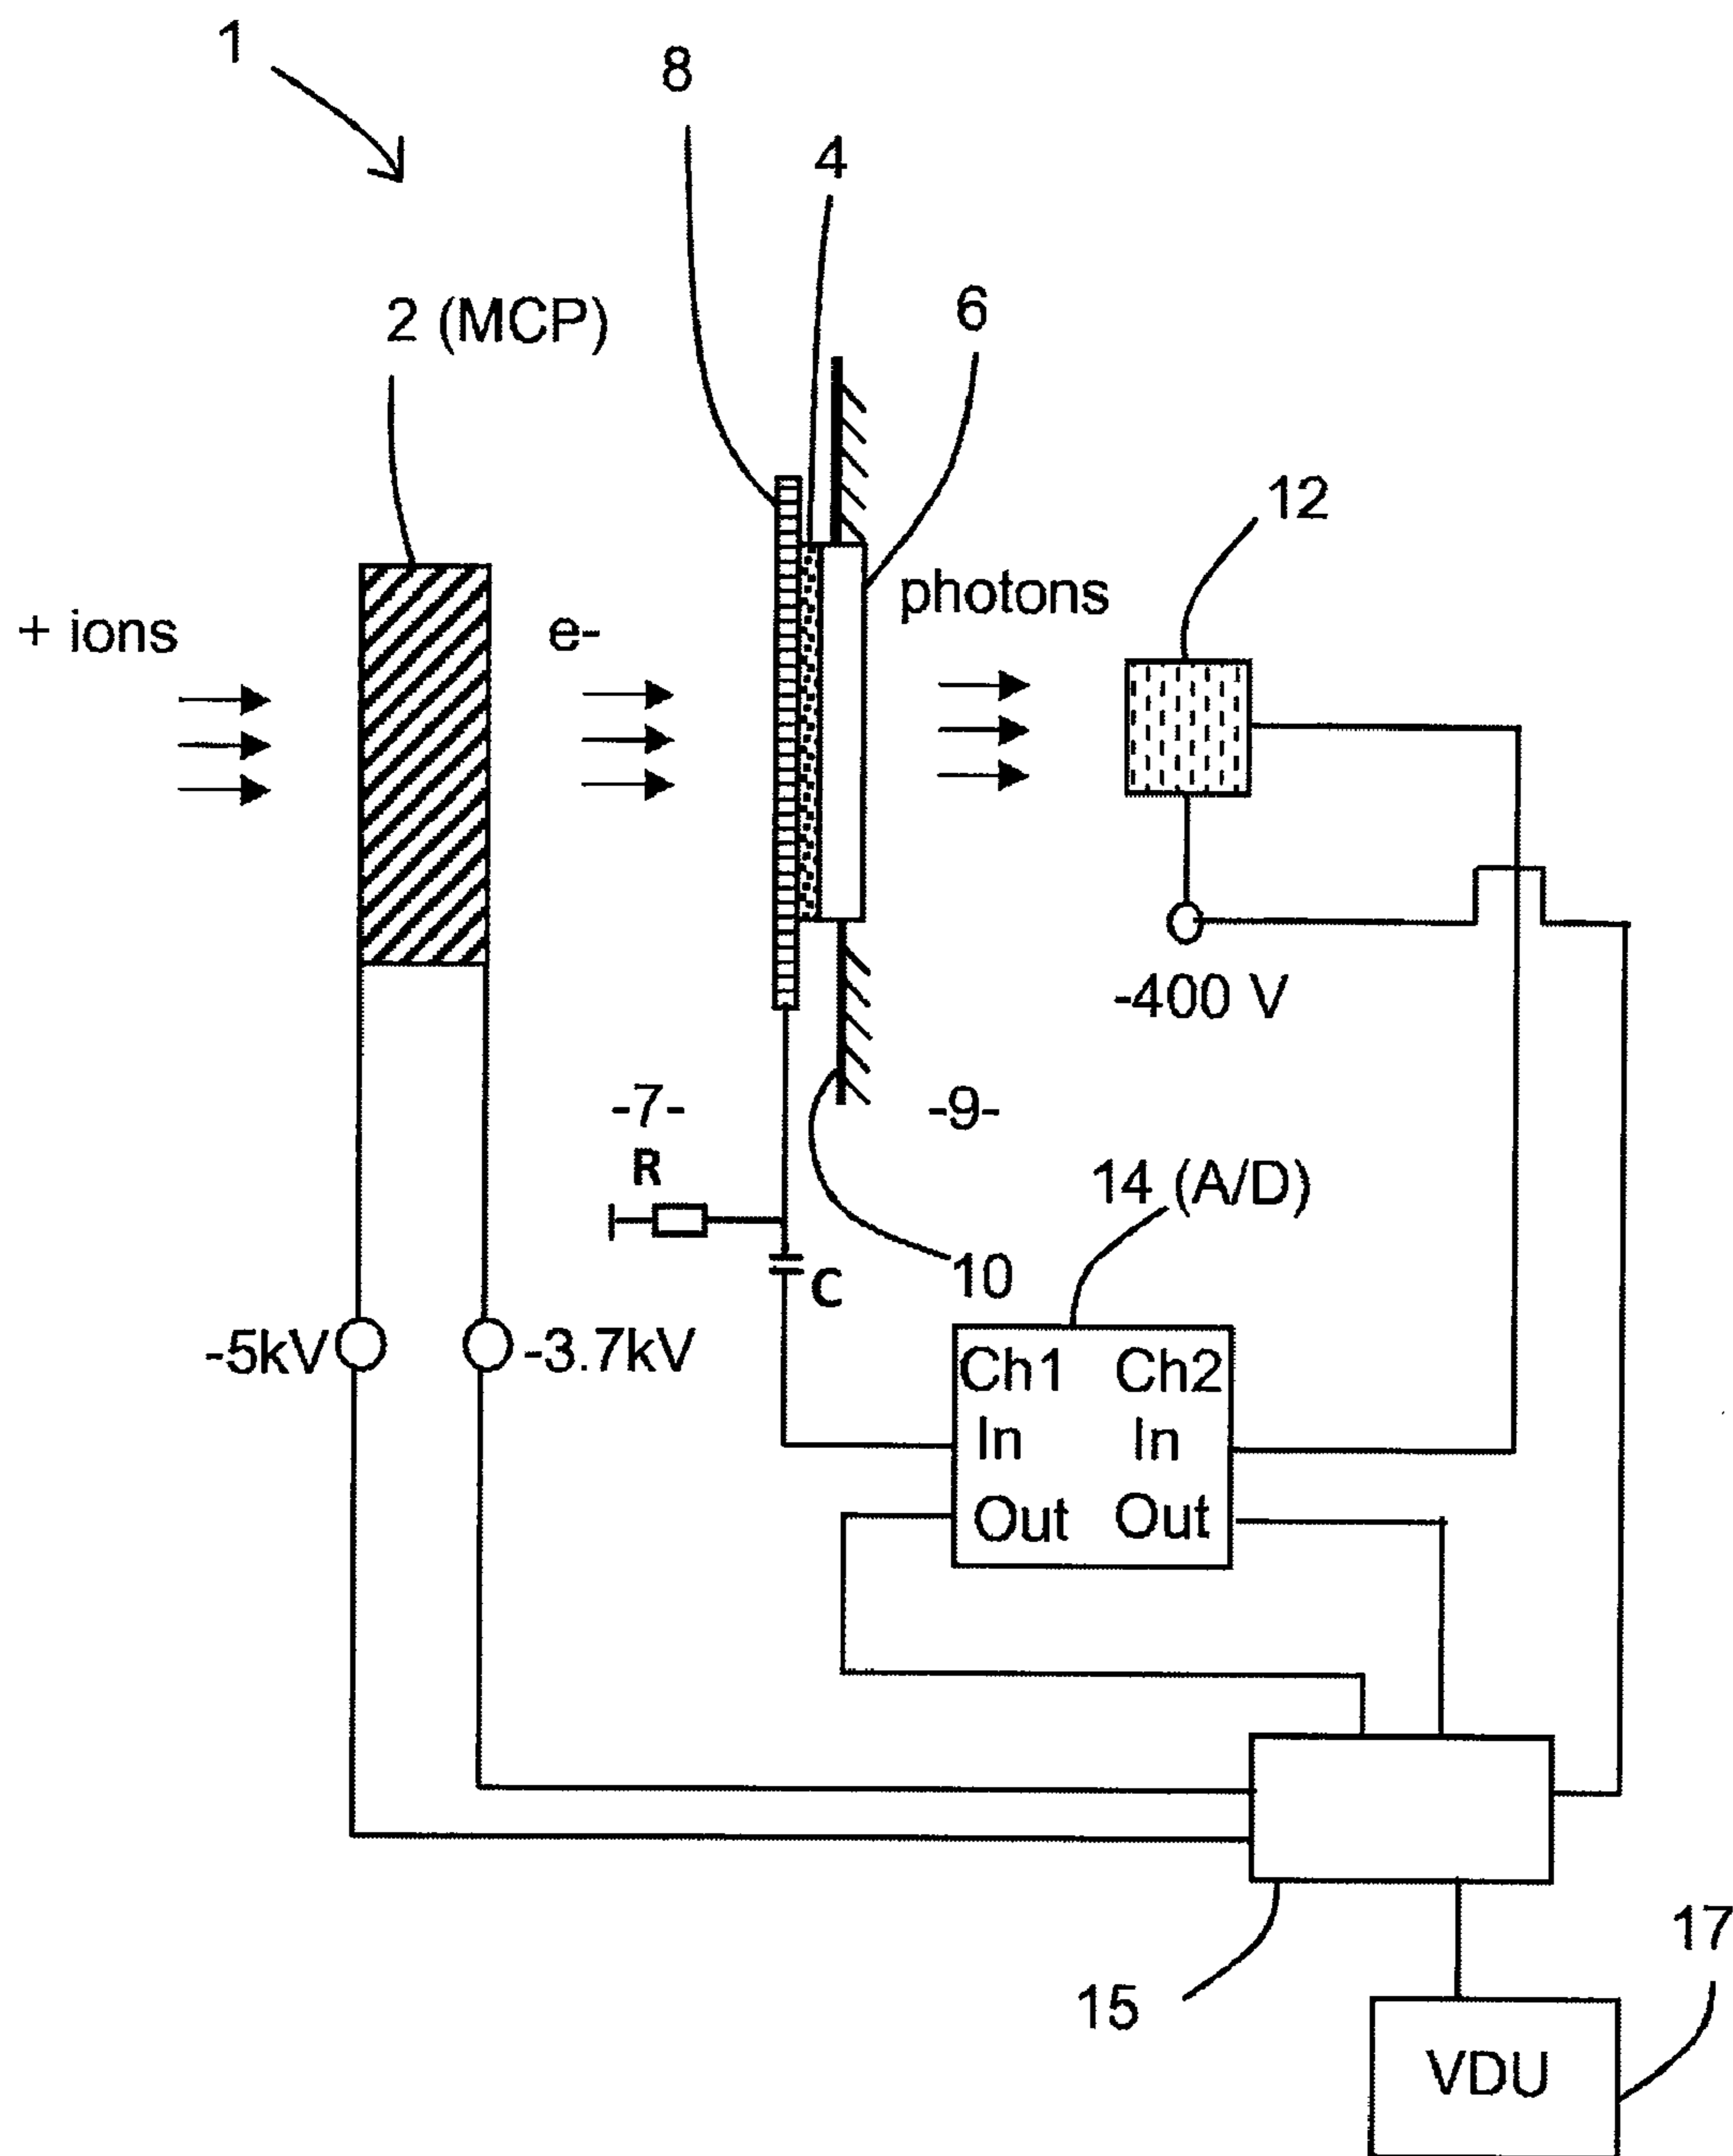 1
8
4
2 (MCP)
6
12
+ ions
e-
photons
-400 V
-7-
-9-
R
14 (A/D)
10
C
-5kV
-3.7kV
Ch1 Ch2
In In
Out Out
15
17
VDU